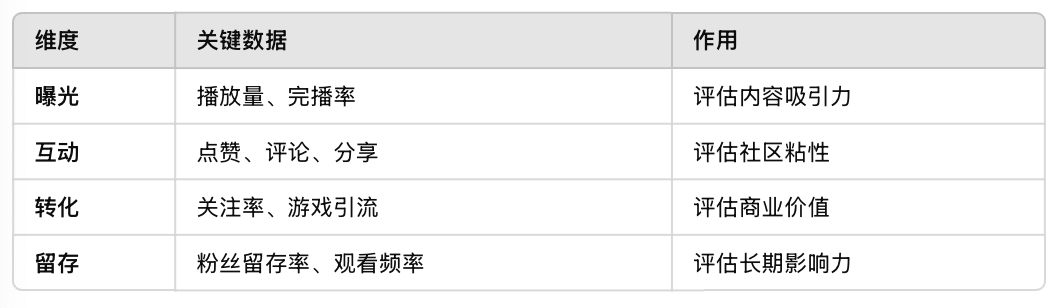 维度 关键数据 作用
曝光 播放量、完播率 评估内容吸引力
互动 点赞、评论、分享 评估社区粘性
转化 关注率、游戏引流 评估商业价值
留存 粉丝留存率、观看频率 评估长期影响力